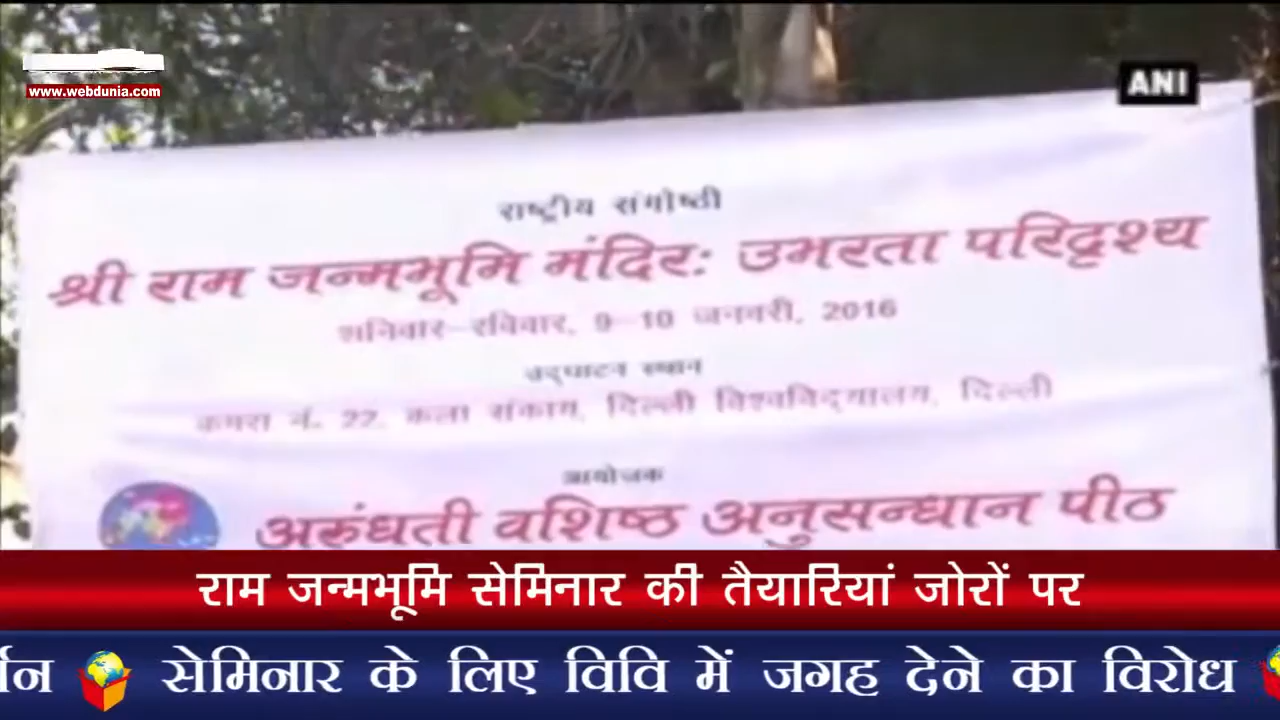 www.webdunia.com
ANI
राष्ट्रीय संगोष्ठी
श्री राम जन्मभूमि मंदिर: उभरता परिदृश्य
शनिवार-रविवार, 9-10 जनवरी, 2016
उद्घाटन स्थान
कमरा नं. 22, कला संकाय, दिल्ली विश्वविद्यालय, दिल्ली
आयोजक
अरुंधती वशिष्ठ अनुसन्धान पीठ
राम जन्मभूमि सेमिनार की तैयारियां जोरों पर
सेमिनार के लिए विवि में जगह देने का विरोध